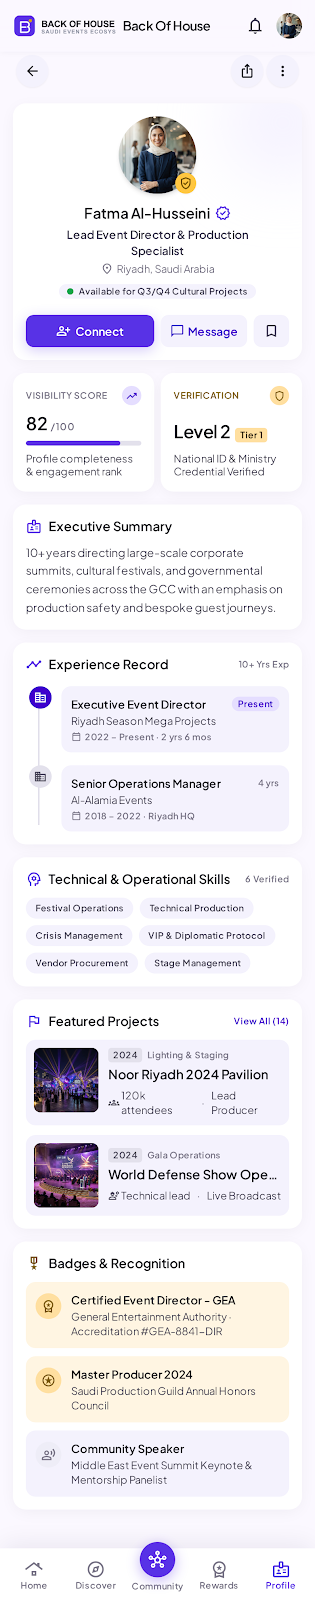 BACK OF HOUSE
SAUDI EVENTS ECOSYS
Back Of House
Fatma Al-Husseini
Lead Event Director & Production
Specialist
Riyadh, Saudi Arabia
Available for Q3/Q4 Cultural Projects
Connect
Message
VISIBILITY SCORE
82 /100
Profile completeness
& engagement rank
VERIFICATION
Level 2 Tier 1
National ID & Ministry
Credential Verified
Executive Summary
10+ years directing large-scale corporate
summits, cultural festivals, and governmental
ceremonies across the GCC with an emphasis on
production safety and bespoke guest journeys.
Experience Record 10+ Yrs Exp
Executive Event Director Present
Riyadh Season Mega Projects
2022 – Present · 2 yrs 6 mos
Senior Operations Manager 4 yrs
Al-Alamia Events
2018 – 2022 · Riyadh HQ
Technical & Operational Skills 6 Verified
Festival Operations Technical Production
Crisis Management VIP & Diplomatic Protocol
Vendor Procurement Stage Management
Featured Projects View All (14)
2024 Lighting & Staging
Noor Riyadh 2024 Pavilion
120k attendees · Lead Producer
2024 Gala Operations
World Defense Show Ope...
Technical lead · Live Broadcast
Badges & Recognition
Certified Event Director - GEA
General Entertainment Authority ·
Accreditation #GEA-8841-DIR
Master Producer 2024
Saudi Production Guild Annual Honors
Council
Community Speaker
Middle East Event Summit Keynote &
Mentorship Panelist
Home Discover Community Rewards Profile